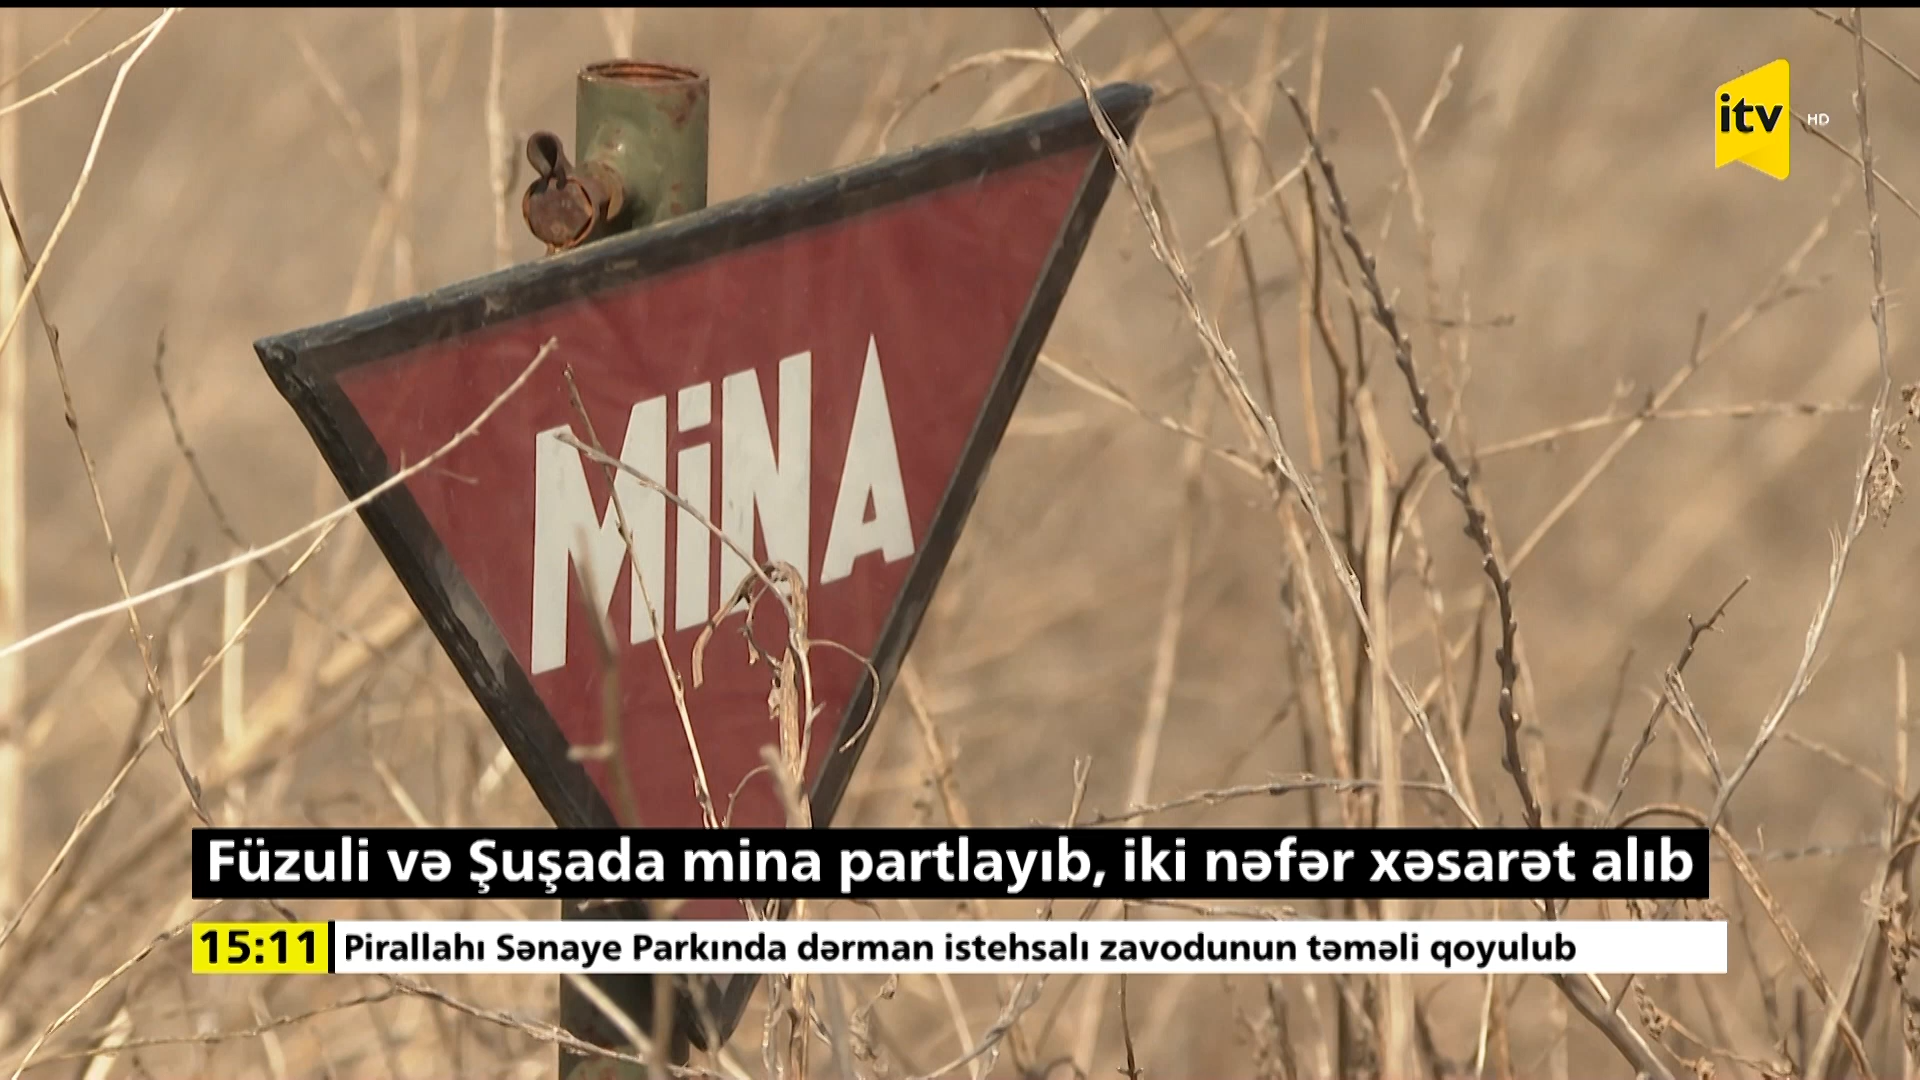 itv HD
MiNA
Füzuli və Şuşada mina partlayıb, iki nəfər xəsarət alıb
15:11 Pirallahı Sənaye Parkında dərman istehsalı zavodunun təməli qoyulub